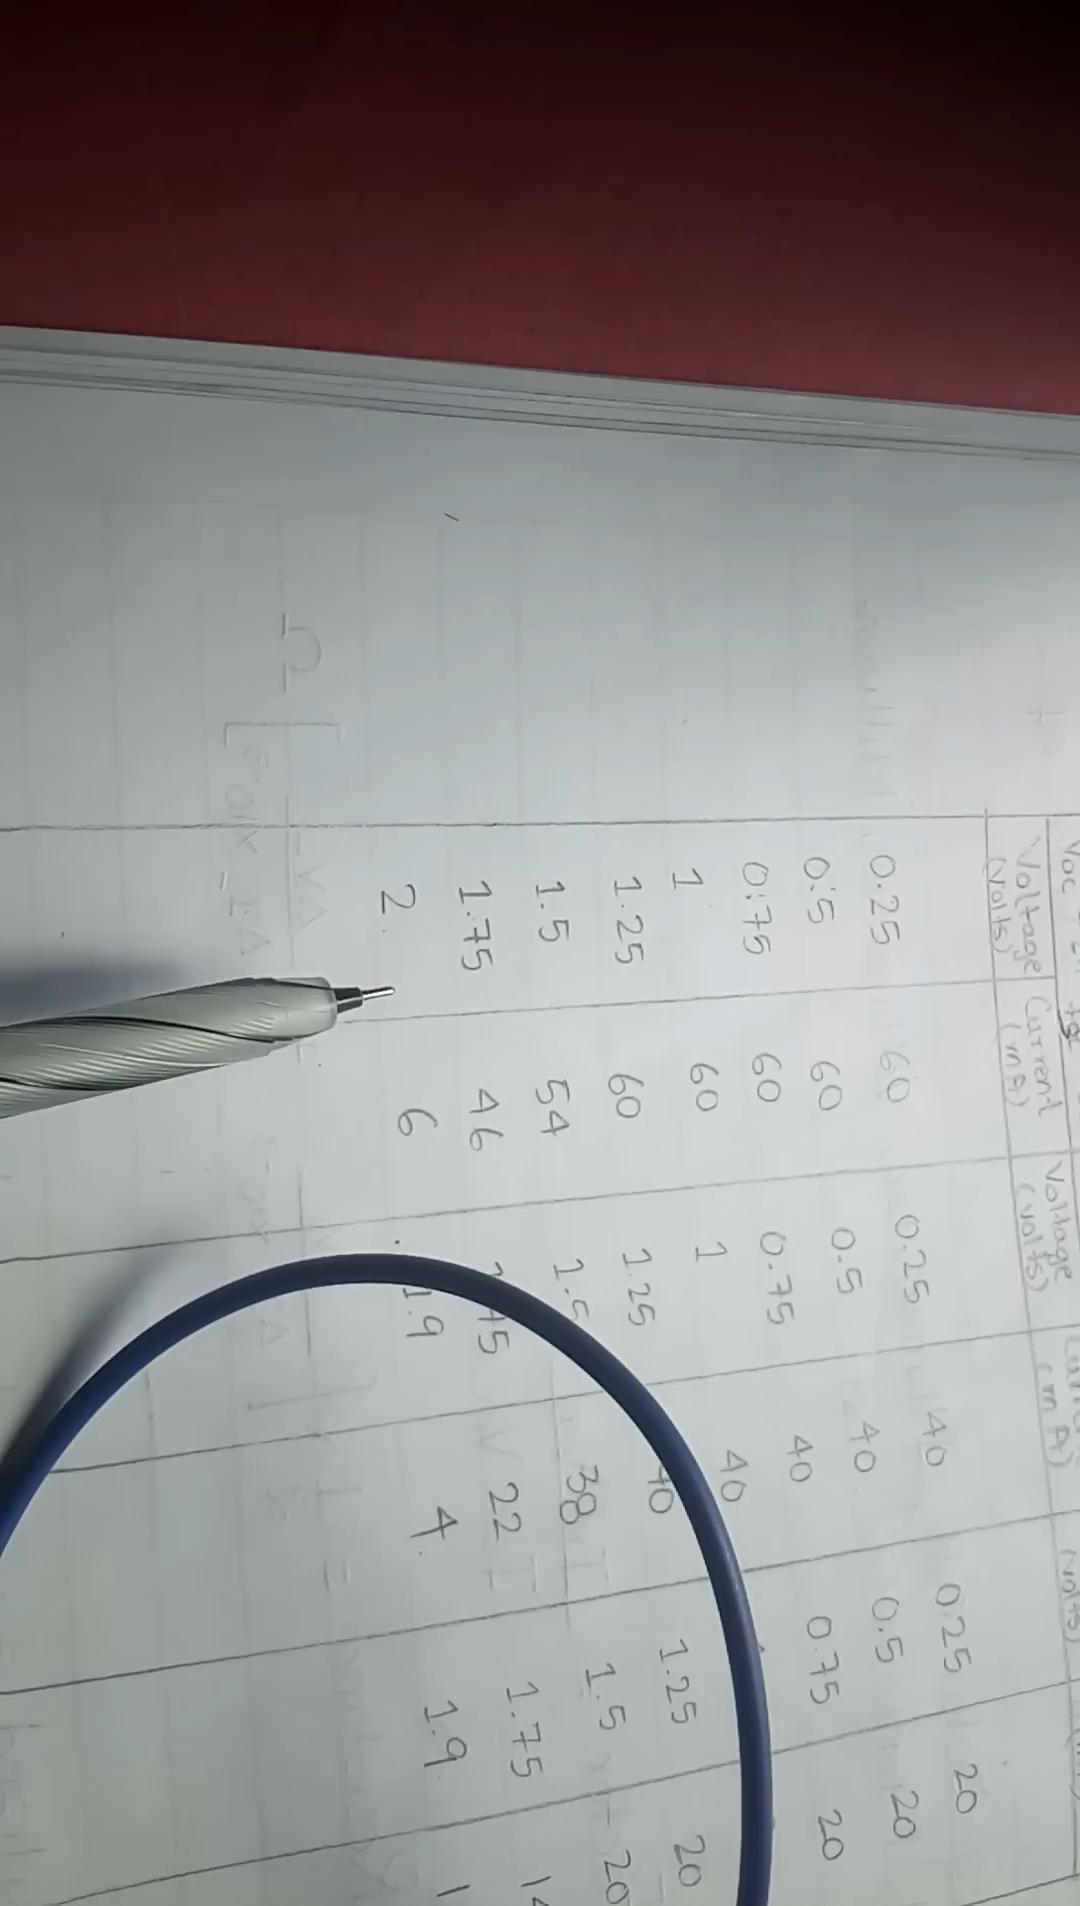 Voltage Current Voltage
(volts) (mA) (volts) (mA) (volts)
0.25 60 0.25 40 0.25 20
0.5 60 0.5 40 0.5 20
0.75 60 0.75 40 0.75 20
1 60 1 40
1.25 60 1.25 40 1.25 20
1.5 54 1.5 38 1.5 20
1.75 46 22 1.75
2 6 1.9 4 1.9